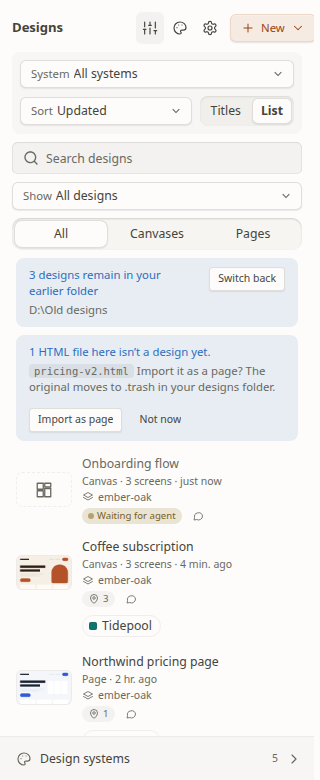 Designs
New
System All systems
Sort Updated
Titles
List
Search designs
Show All designs
All
Canvases
Pages
3 designs remain in your
earlier folder
D:\Old designs
Switch back
1 HTML file here isn't a design yet.
pricing-v2.html Import it as a page? The
original moves to .trash in your designs folder.
Import as page
Not now
Onboarding flow
Canvas · 3 screens · just now
ember-oak
Waiting for agent
Coffee subscription
Canvas · 3 screens · 4 min. ago
ember-oak
3
Tidepool
Northwind pricing page
Page · 2 hr. ago
ember-oak
1
Design systems
5